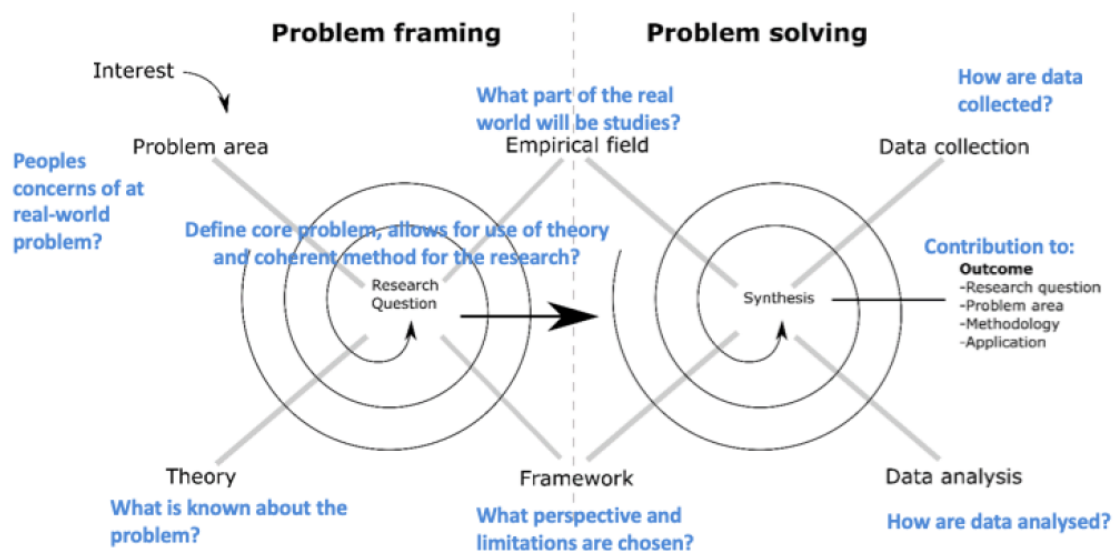 Problem framing
Problem solving
Interest
What part of the real
world will be studies?
How are data
collected?
Problem area
Empirical field
Data collection
Peoples
concerns of at
real-world
problem?
Define core problem, allows for use of theory
and coherent method for the research?
Research
Question
Synthesis
Contribution to:
Outcome
-Research question
-Problem area
-Methodology
-Application
Theory
Framework
Data analysis
What is known about the
problem?
What perspective and
limitations are chosen?
How are data analysed?